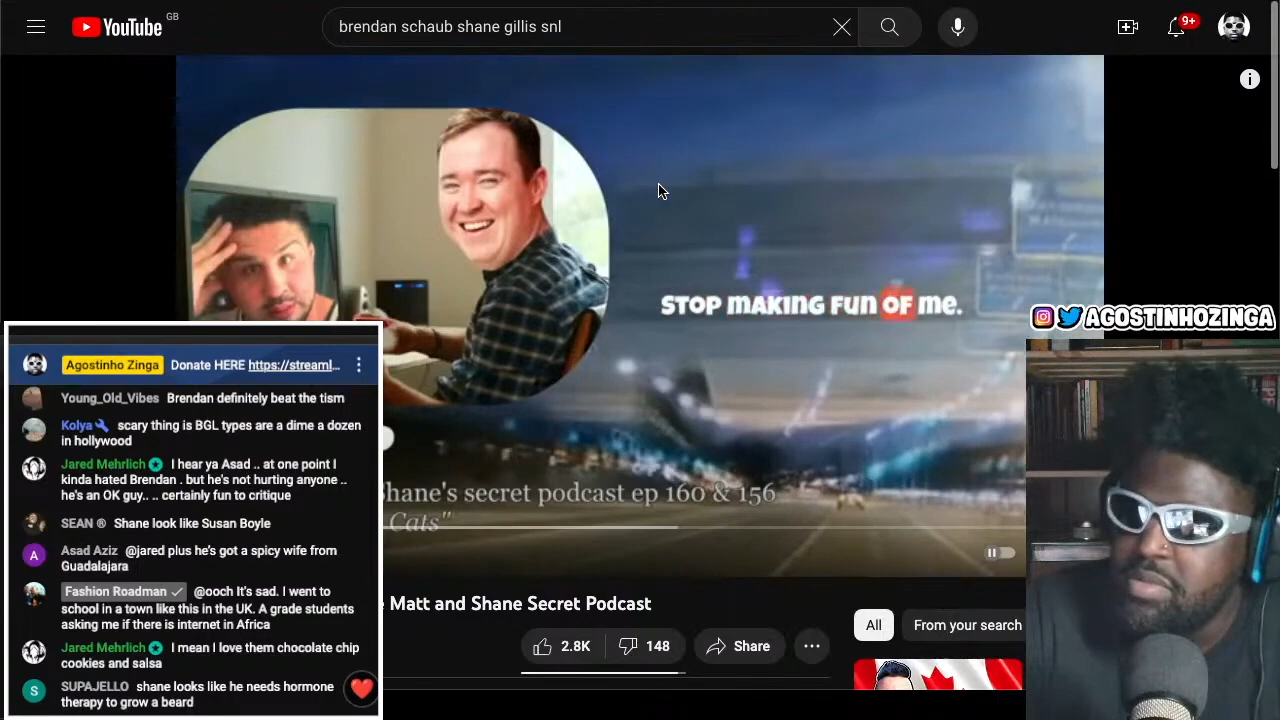 YouTube GB
brendan schaub shane gillis snl
9+
STOP MAKING FUN OF ME.
AGOSTINHOZINGA
Agostinho Zinga Donate HERE https://streaml...
Young_Old_Vibes Brendan definitely beat the tism
Kolya scary thing is BGL types are a dime a dozen
in hollywood
Jared Mehrlich I hear ya Asad .. at one point I
kinda hated Brendan . but he's not hurting anyone ..
he's an OK guy.. .. certainly fun to critique
SEAN ® Shane look like Susan Boyle
A Asad Aziz @jared plus he's got a spicy wife from
Guadalajara
Fashion Roadman @ooch It's sad. I went to
school in a town like this in the UK. A grade students
asking me if there is internet in Africa
Jared Mehrlich I mean I love them chocolate chip
cookies and salsa
S SUPAJELLO shane looks like he needs hormone
therapy to grow a beard
Shane's secret podcast ep 160 & 156
Cats"
Matt and Shane Secret Podcast
2.8K 148 Share
All From your search